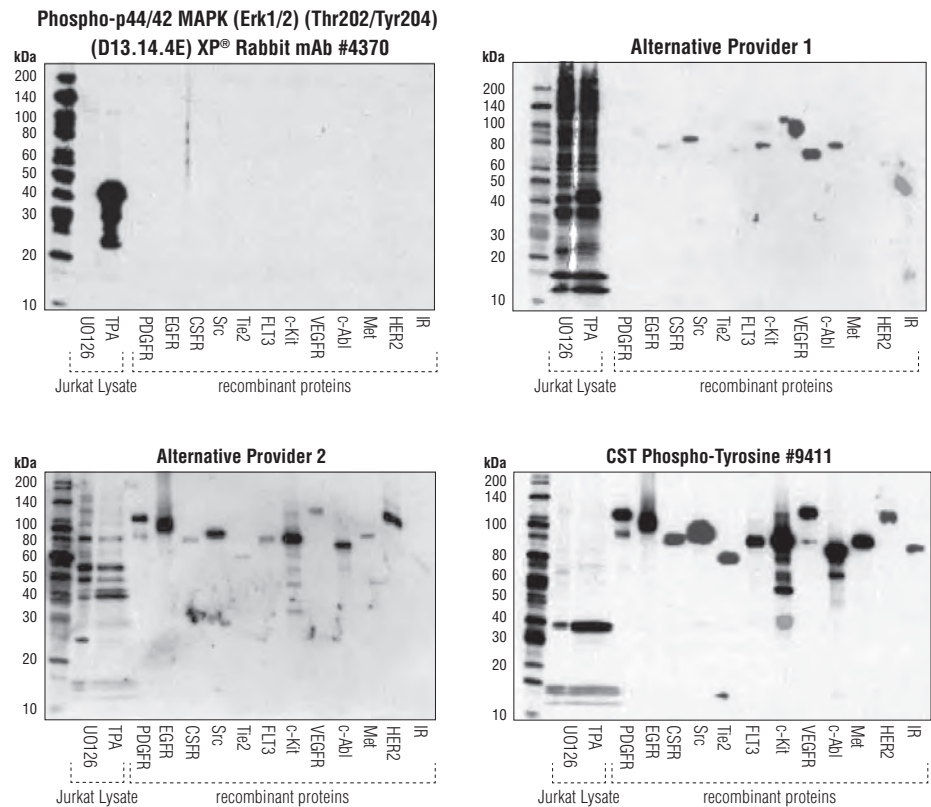 Phospho-p44/42 MAPK (Erk1/2) (Thr202/Tyr204)
(D13.14.4E) XP® Rabbit mAb #4370
kDa
200
140
100
80
60
50
40
30
20
10
UO126
TPA
PDGFR
EGFR
CSFR
Src
Tie2
FLT3
c-Kit
VEGFR
c-Abl
Met
HER2
IR
Jurkat Lysate
recombinant proteins
Alternative Provider 1
kDa
200
140
100
80
60
50
40
30
20
10
UO126
TPA
PDGFR
EGFR
CSFR
Src
Tie2
FLT3
c-Kit
VEGFR
c-Abl
Met
HER2
IR
Jurkat Lysate
recombinant proteins
Alternative Provider 2
kDa
200
140
100
80
60
50
40
30
20
10
UO126
TPA
PDGFR
EGFR
CSFR
Src
Tie2
FLT3
c-Kit
VEGFR
c-Abl
Met
HER2
IR
Jurkat Lysate
recombinant proteins
CST Phospho-Tyrosine #9411
kDa
200
140
100
80
60
50
40
30
20
10
UO126
TPA
PDGFR
EGFR
CSFR
Src
Tie2
FLT3
c-Kit
VEGFR
c-Abl
Met
HER2
IR
Jurkat Lysate
recombinant proteins